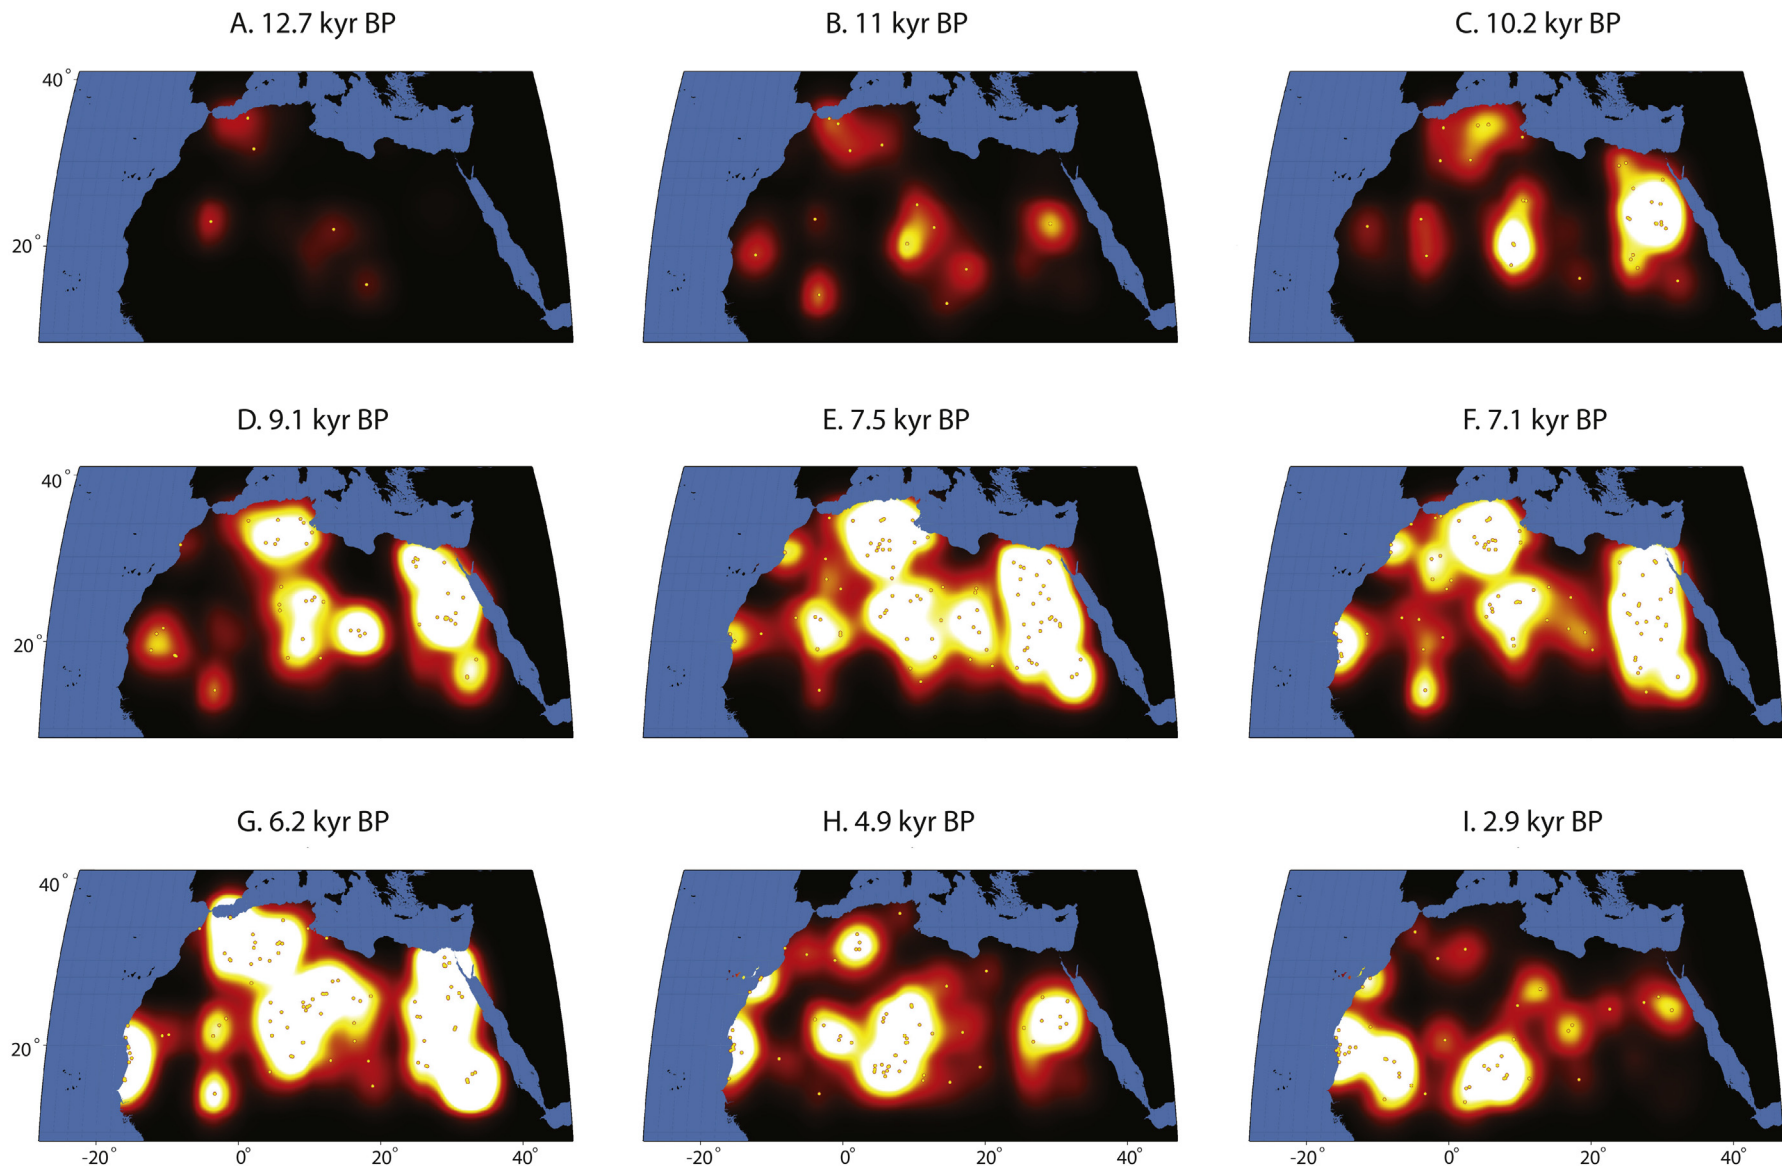 A. 12.7 kyr BP
B. 11 kyr BP
C. 10.2 kyr BP
40°
20°
D. 9.1 kyr BP
E. 7.5 kyr BP
F. 7.1 kyr BP
40°
20°
G. 6.2 kyr BP
H. 4.9 kyr BP
I. 2.9 kyr BP
40°
20°
-20° 0° 20° 40° -20° 0° 20° 40° -20° 0° 20° 40°